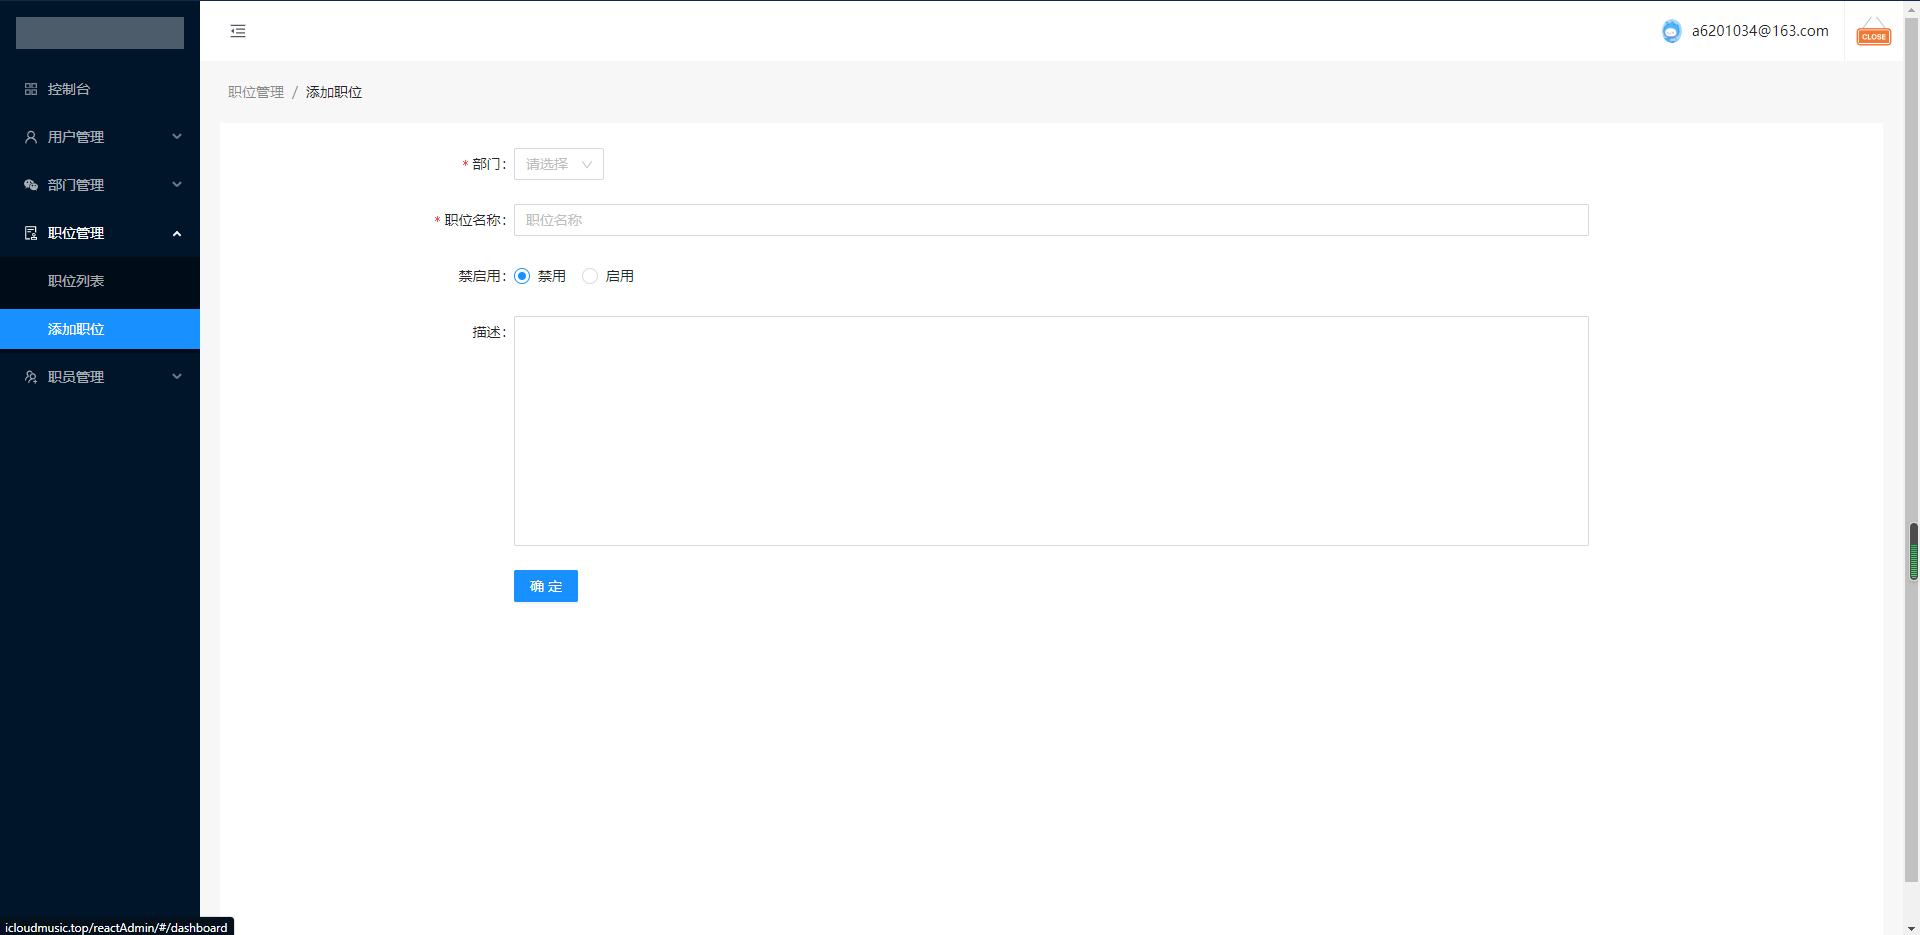 控制台
用户管理
部门管理
职位管理
职位列表
添加职位
职员管理
a6201034@163.com
CLOSE
职位管理 / 添加职位
* 部门: 请选择
* 职位名称: 职位名称
禁启用: 禁用 启用
描述:
确 定
icloudmusic.top/reactAdmin/#/dashboard